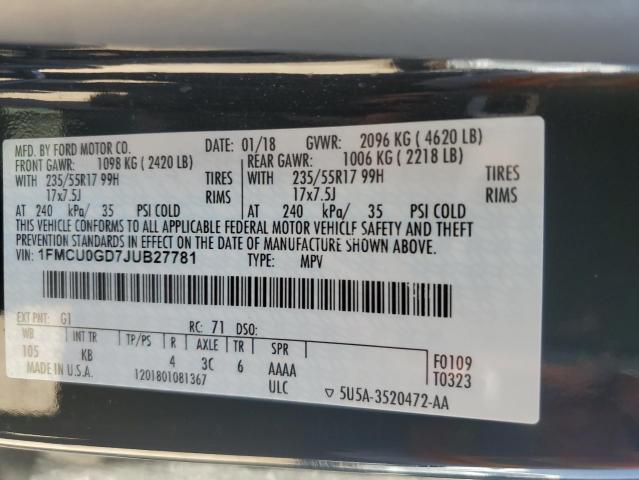 MFD. BY FORD MOTOR CO. DATE: 01/18 GVWR: 2096 KG ( 4620 LB)
FRONT GAWR: 1098 KG ( 2420 LB) REAR GAWR: 1006 KG ( 2218 LB)
WITH 235/55R17 99H TIRES WITH 235/55R17 99H TIRES
17x7.5J RIMS 17x7.5J RIMS
AT 240 kPa/ 35 PSI COLD AT 240 kPa/ 35 PSI COLD
THIS VEHICLE CONFORMS TO ALL APPLICABLE FEDERAL MOTOR VEHICLE SAFETY AND THEFT
PREVENTION STANDARDS IN EFFECT ON THE DATE OF MANUFACTURE SHOWN ABOVE.
VIN: 1FMCU0GD7JUB27781 TYPE: MPV
EXT PNT: G1 RC: 71 DSO:
WB INT TR TP/PS R AXLE TR SPR
105 KB 4 3C 6 AAAA F0109
MADE IN U.S.A. 1201801081367 ULC T0323
▽ 5U5A-3520472-AA